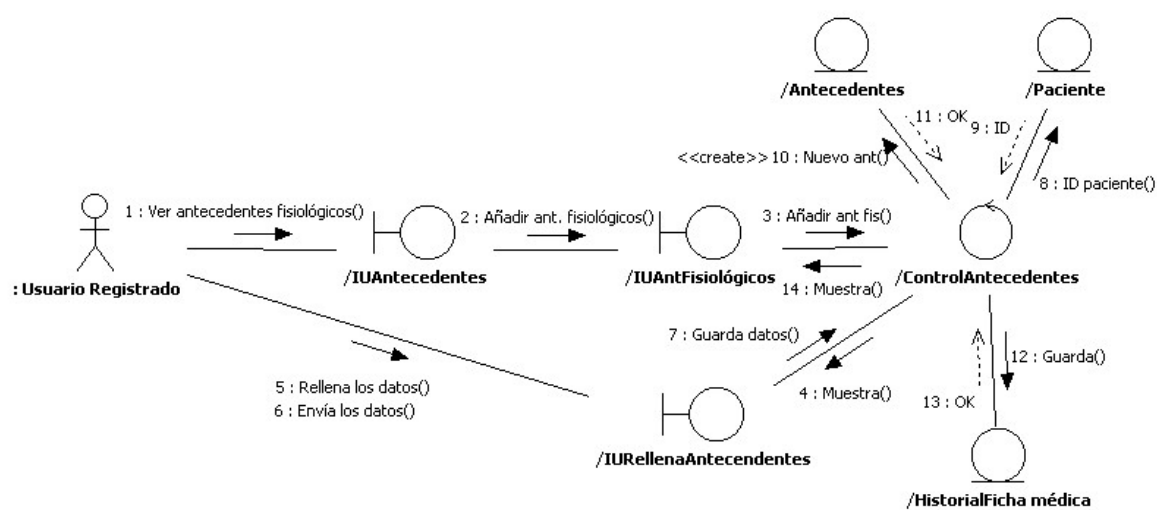 /Antecedentes
/Paciente
11 : OK
9 : ID
<<create>> 10 : Nuevo ant()
8 : ID paciente()
1 : Ver antecedentes fisiológicos()
2 : Añadir ant. fisiológicos()
3 : Añadir ant fis()
: Usuario Registrado
/IUAntecedentes
/IUAntFisiológicos
/ControlAntecedentes
14 : Muestra()
7 : Guarda datos()
12 : Guarda()
5 : Rellena los datos()
4 : Muestra()
6 : Envía los datos()
13 : OK
/IURellenaAntecendentes
/HistorialFicha médica